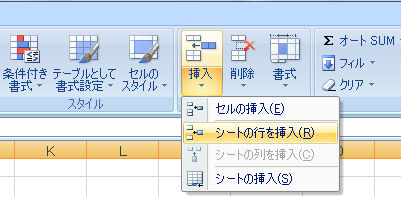 条件付き
書式
テーブルとして
書式設定
セルの
スタイル
スタイル
挿入
削除
書式
Σ オート SUM
フィル
クリア
セルの挿入(E)
シートの行を挿入(R)
シートの列を挿入(C)
シートの挿入(S)
K
L